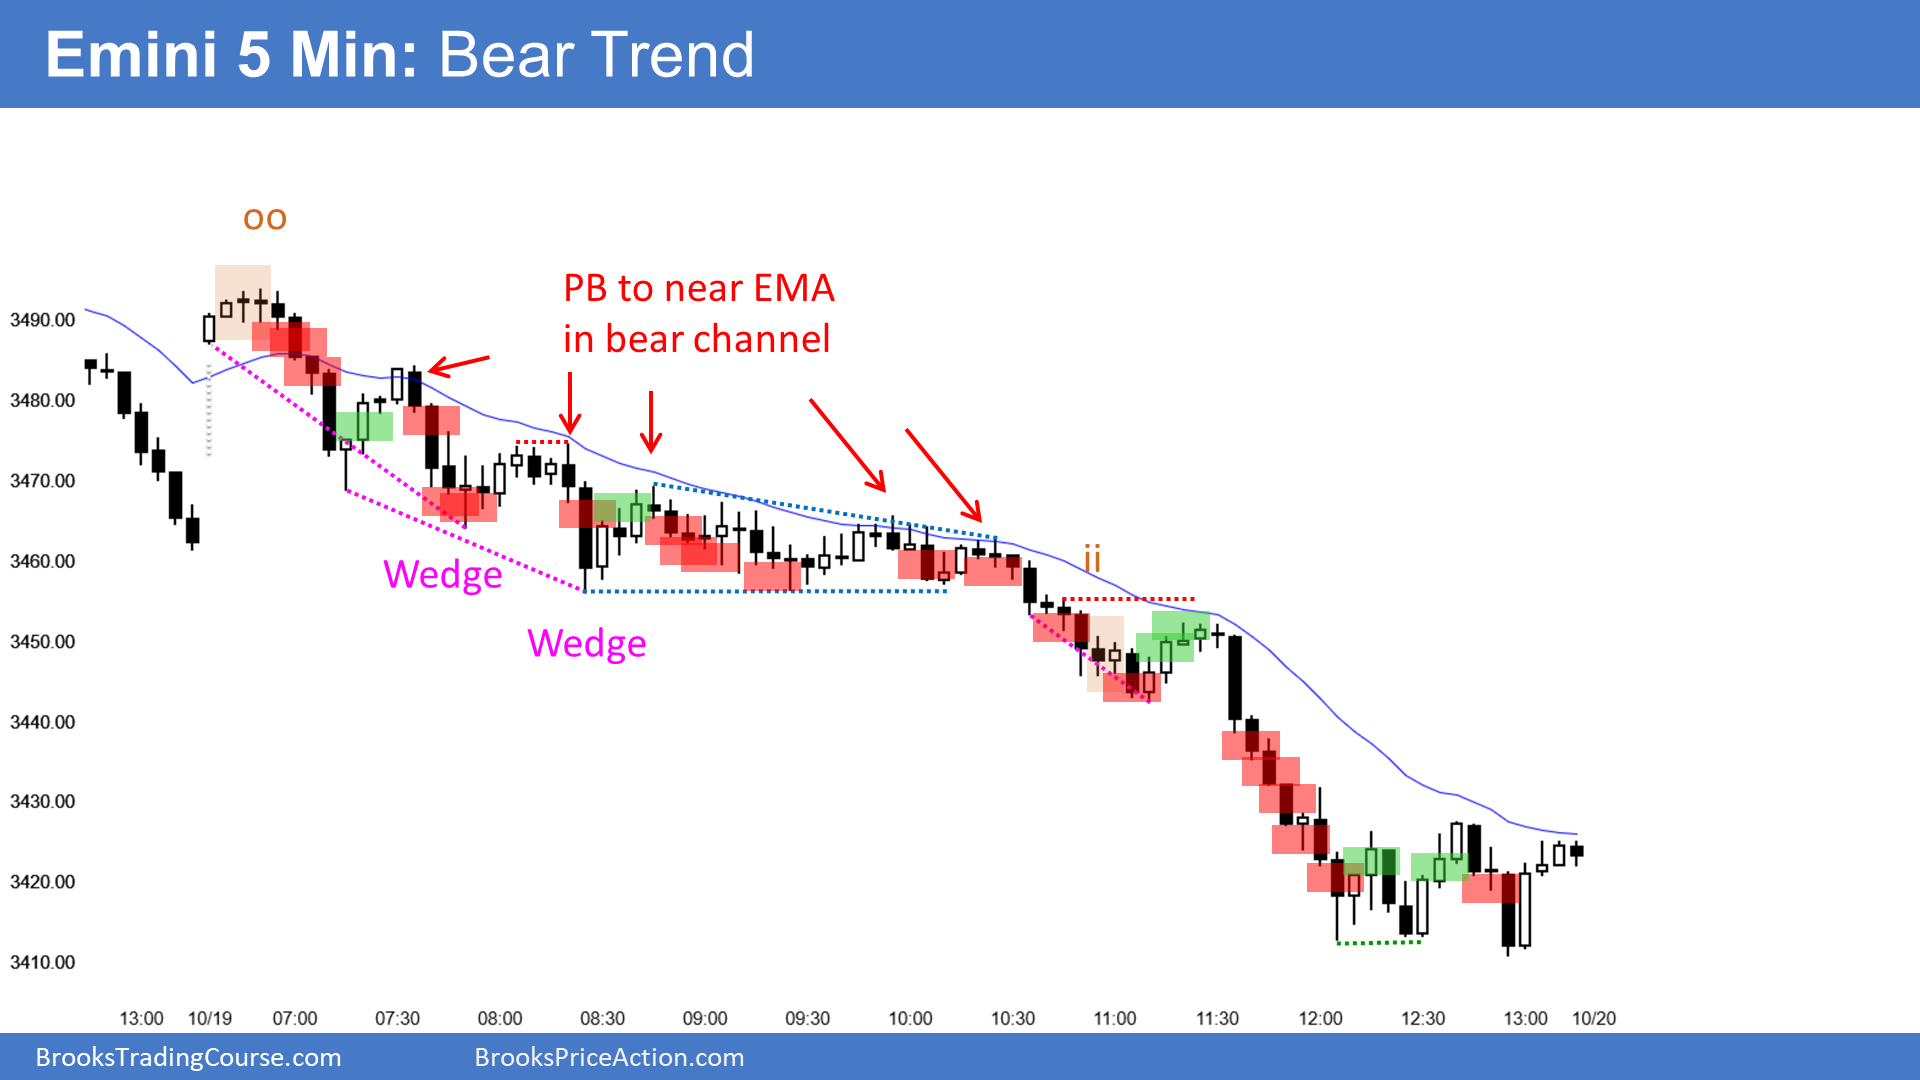 Emini 5 Min: Bear Trend
oo
PB to near EMA
in bear channel
3490.00
3480.00
3470.00
3460.00
3450.00
3440.00
3430.00
3420.00
3410.00
Wedge
Wedge
ii
13:00 10/19 07:00 07:30 08:00 08:30 09:00 09:30 10:00 10:30 11:00 11:30 12:00 12:30 13:00 10/20
BrooksTradingCourse.com BrooksPriceAction.com